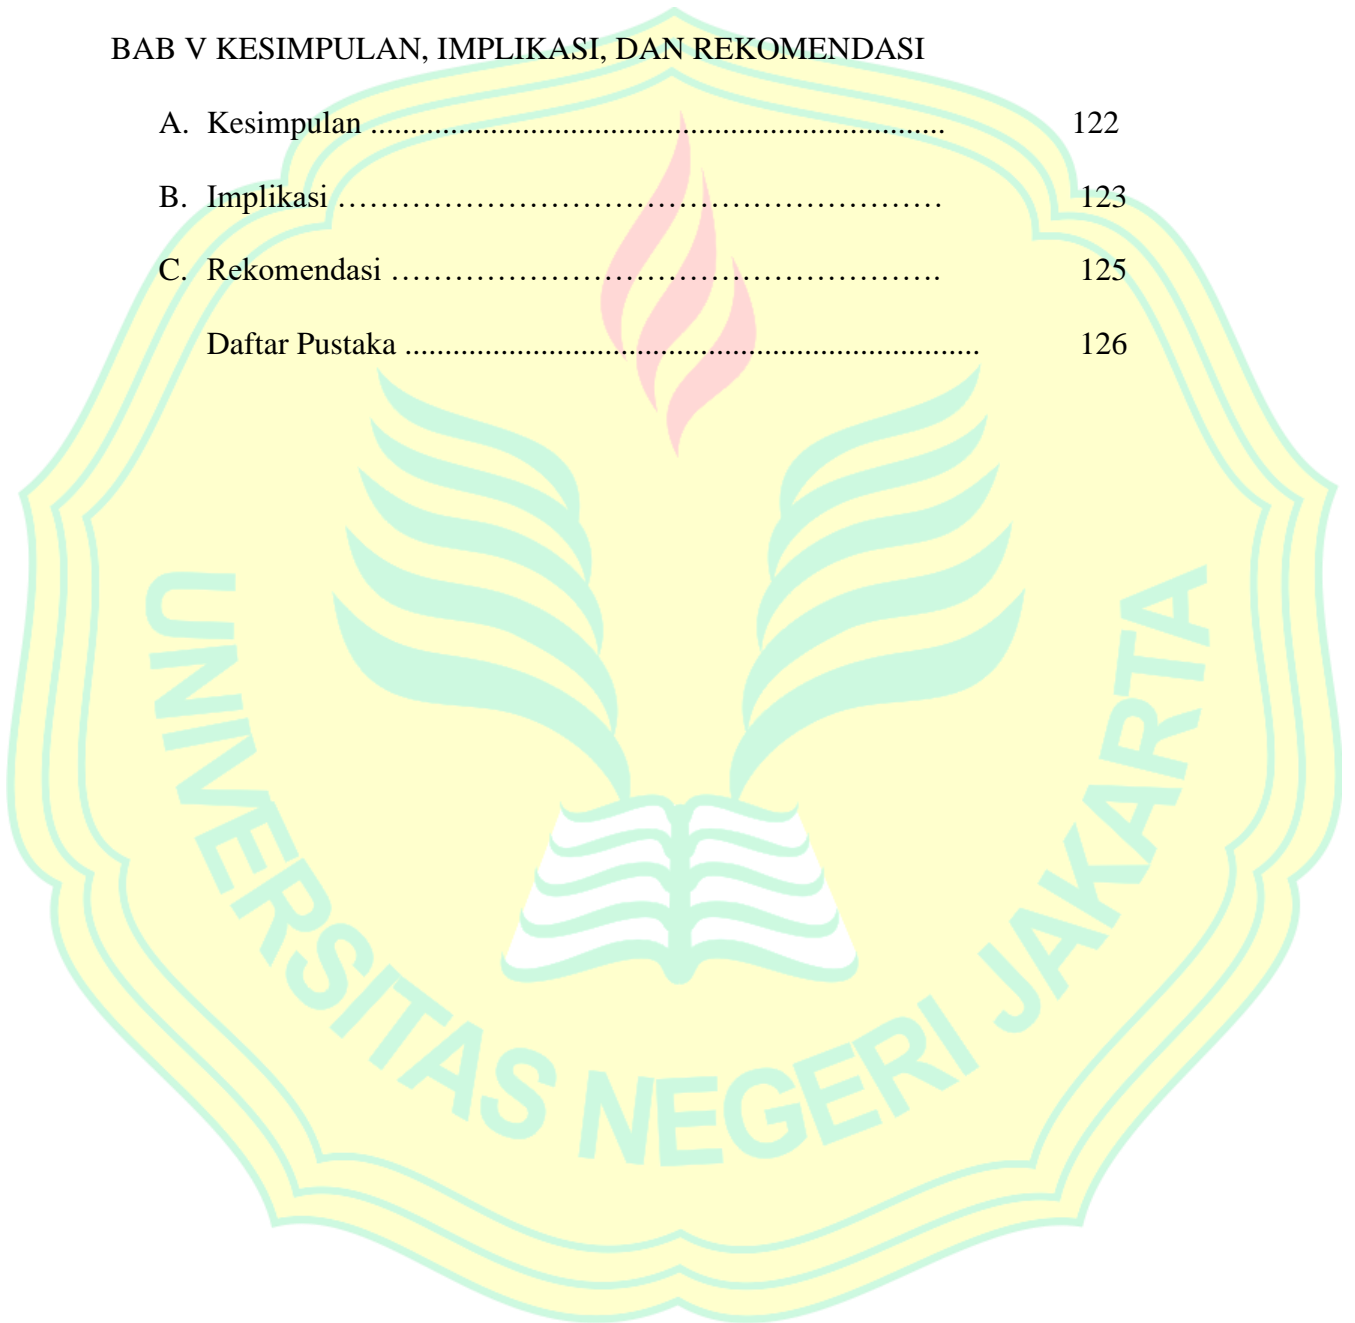 BAB V KESIMPULAN, IMPLIKASI, DAN REKOMENDASI
A. Kesimpulan ........................................................................ 122
B. Implikasi ……………………………………………………… 123
C. Rekomendasi ………………………………………………. 125
Daftar Pustaka ........................................................................ 126
UNIVERSITAS NEGERI JAKARTA